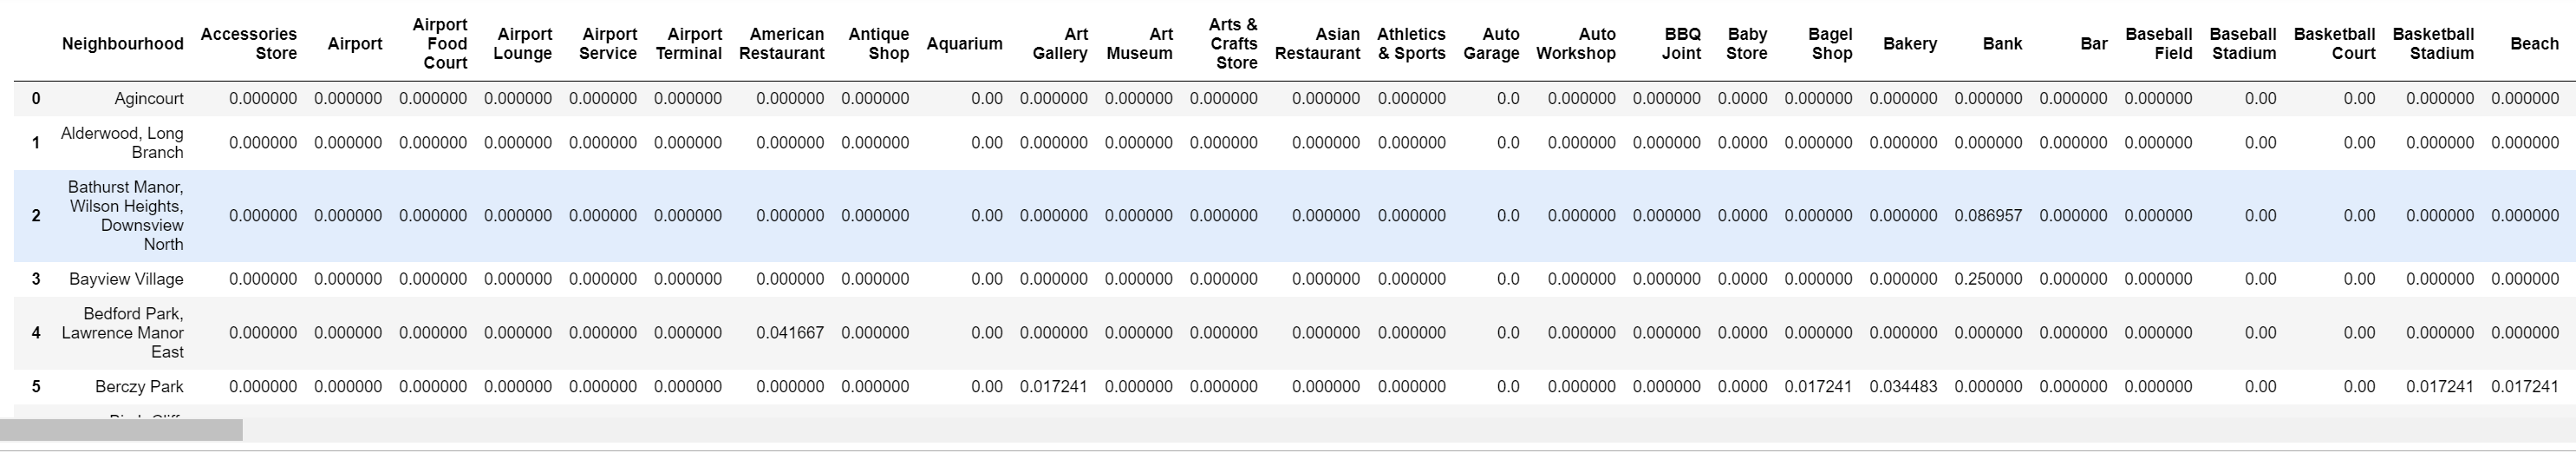 Neighbourhood Accessories Store Airport Airport Food Court Airport Lounge Airport Service Airport Terminal American Restaurant Antique Shop Aquarium Art Gallery Art Museum Arts & Crafts Store Asian Restaurant Athletics & Sports Auto Garage Auto Workshop BBQ Joint Baby Store Bagel Shop Bakery Bank Bar Baseball Field Baseball Stadium Basketball Court Basketball Stadium Beach
0 Agincourt 0.000000 0.000000 0.000000 0.000000 0.000000 0.000000 0.000000 0.000000 0.00 0.000000 0.000000 0.000000 0.000000 0.000000 0.0 0.000000 0.000000 0.0000 0.000000 0.000000 0.000000 0.000000 0.000000 0.00 0.00 0.000000 0.000000
1 Alderwood, Long Branch 0.000000 0.000000 0.000000 0.000000 0.000000 0.000000 0.000000 0.000000 0.00 0.000000 0.000000 0.000000 0.000000 0.000000 0.0 0.000000 0.000000 0.0000 0.000000 0.000000 0.000000 0.000000 0.000000 0.00 0.00 0.000000 0.000000
2 Bathurst Manor, Wilson Heights, Downsview North 0.000000 0.000000 0.000000 0.000000 0.000000 0.000000 0.000000 0.000000 0.00 0.000000 0.000000 0.000000 0.000000 0.000000 0.0 0.000000 0.000000 0.0000 0.000000 0.000000 0.086957 0.000000 0.000000 0.00 0.00 0.000000 0.000000
3 Bayview Village 0.000000 0.000000 0.000000 0.000000 0.000000 0.000000 0.000000 0.000000 0.00 0.000000 0.000000 0.000000 0.000000 0.000000 0.0 0.000000 0.000000 0.0000 0.000000 0.000000 0.250000 0.000000 0.000000 0.00 0.00 0.000000 0.000000
4 Bedford Park, Lawrence Manor East 0.000000 0.000000 0.000000 0.000000 0.000000 0.000000 0.041667 0.000000 0.00 0.000000 0.000000 0.000000 0.000000 0.000000 0.0 0.000000 0.000000 0.0000 0.000000 0.000000 0.000000 0.000000 0.000000 0.00 0.00 0.000000 0.000000
5 Berczy Park 0.000000 0.000000 0.000000 0.000000 0.000000 0.000000 0.000000 0.000000 0.00 0.017241 0.000000 0.000000 0.000000 0.000000 0.0 0.000000 0.000000 0.0000 0.017241 0.034483 0.000000 0.000000 0.000000 0.00 0.00 0.017241 0.017241